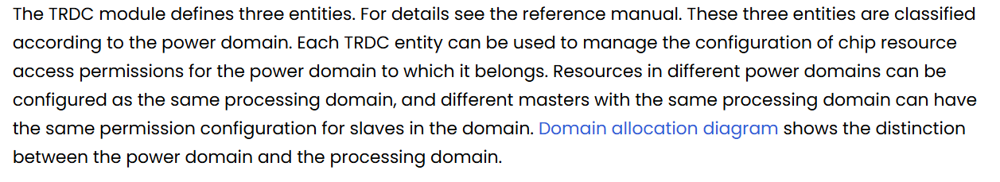 The TRDC module defines three entities. For details see the reference manual. These three entities are classified
according to the power domain. Each TRDC entity can be used to manage the configuration of chip resource
access permissions for the power domain to which it belongs. Resources in different power domains can be
configured as the same processing domain, and different masters with the same processing domain can have
the same permission configuration for slaves in the domain. Domain allocation diagram shows the distinction
between the power domain and the processing domain.